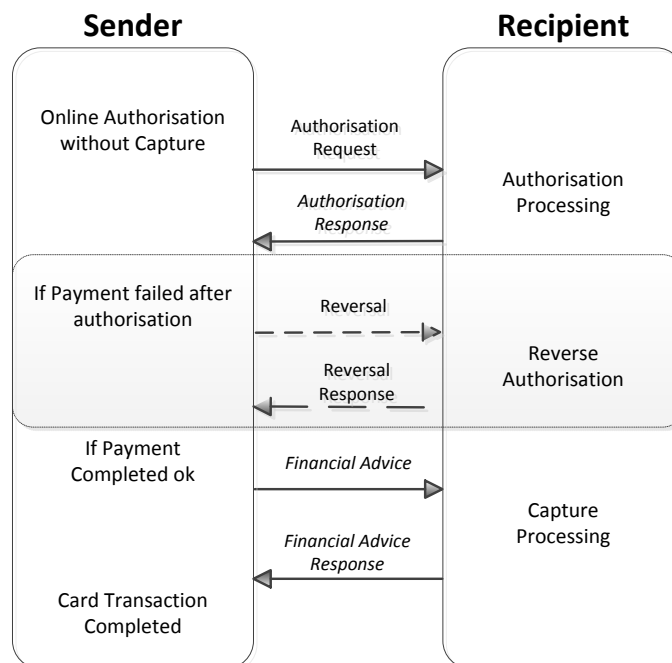 Sender
Recipient
Online Authorisation
without Capture
Authorisation
Request
Authorisation
Processing
Authorisation
Response
If Payment failed after
authorisation
Reversal
Reverse
Authorisation
Reversal
Response
If Payment
Completed ok
Financial Advice
Capture
Processing
Financial Advice
Response
Card Transaction
Completed